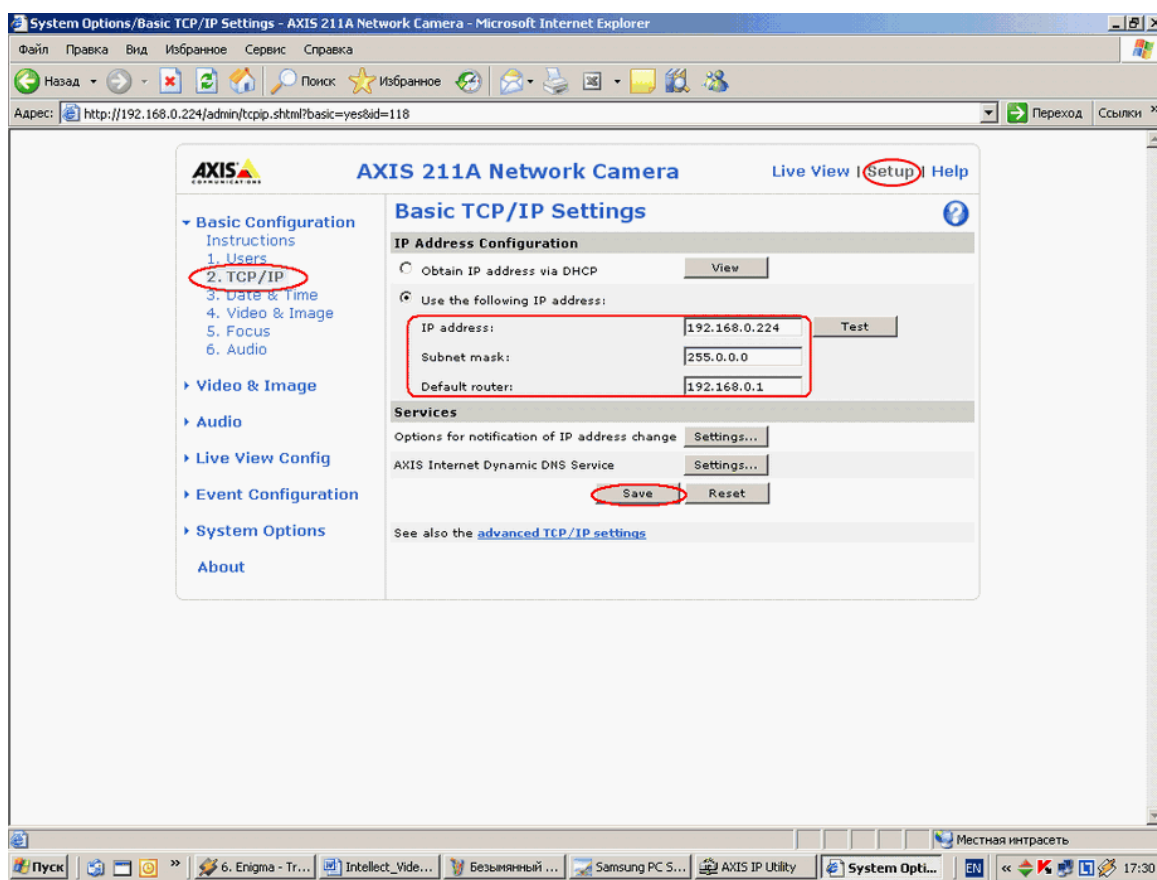 System Options/Basic TCP/IP Settings - AXIS 211A Network Camera - Microsoft Internet Explorer
Файл Правка Вид Избранное Сервис Справка
Назад Поиск Избранное
Адрес: http://192.168.0.224/admin/tcpip.shtml?basic=yes&id=118 Переход Ссылки »
AXIS COMMUNICATIONS AXIS 211A Network Camera Live View | Setup | Help
Basic Configuration
Instructions
1. Users
2. TCP/IP
3. Date & Time
4. Video & Image
5. Focus
6. Audio
Video & Image
Audio
Live View Config
Event Configuration
System Options
About
Basic TCP/IP Settings
IP Address Configuration
Obtain IP address via DHCP View
Use the following IP address:
IP address: 192.168.0.224 Test
Subnet mask: 255.0.0.0
Default router: 192.168.0.1
Services
Options for notification of IP address change Settings...
AXIS Internet Dynamic DNS Service Settings...
Save Reset
See also the advanced TCP/IP settings
Местная интрасеть
Пуск » 6. Enigma - Tr... Intellect_Vide... Безымянный ... Samsung PC S... AXIS IP Utility System Opti... EN « 17:30